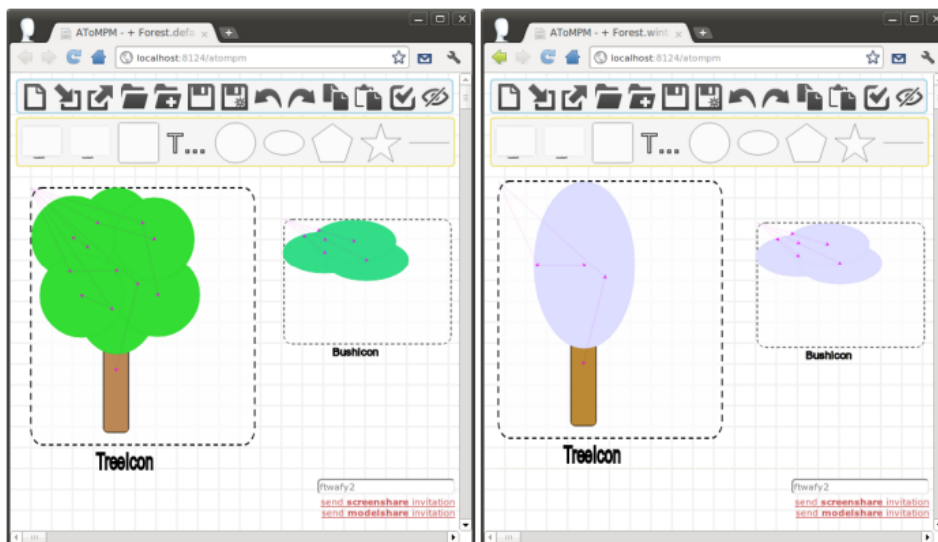 AToMPM - + Forest.defa
localhost:8124/atompm
T...
TreeIcon
BushIcon
ftwafy2
send screenshare invitation
send modelshare invitation
AToMPM - + Forest.wint
localhost:8124/atompm
T...
TreeIcon
BushIcon
ftwafy2
send screenshare invitation
send modelshare invitation